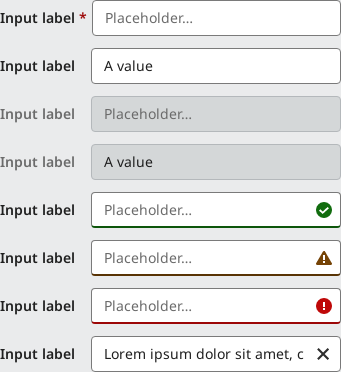 Input label * Placeholder...
Input label A value
Input label Placeholder...
Input label A value
Input label Placeholder...
Input label Placeholder...
Input label Placeholder...
Input label Lorem ipsum dolor sit amet, c